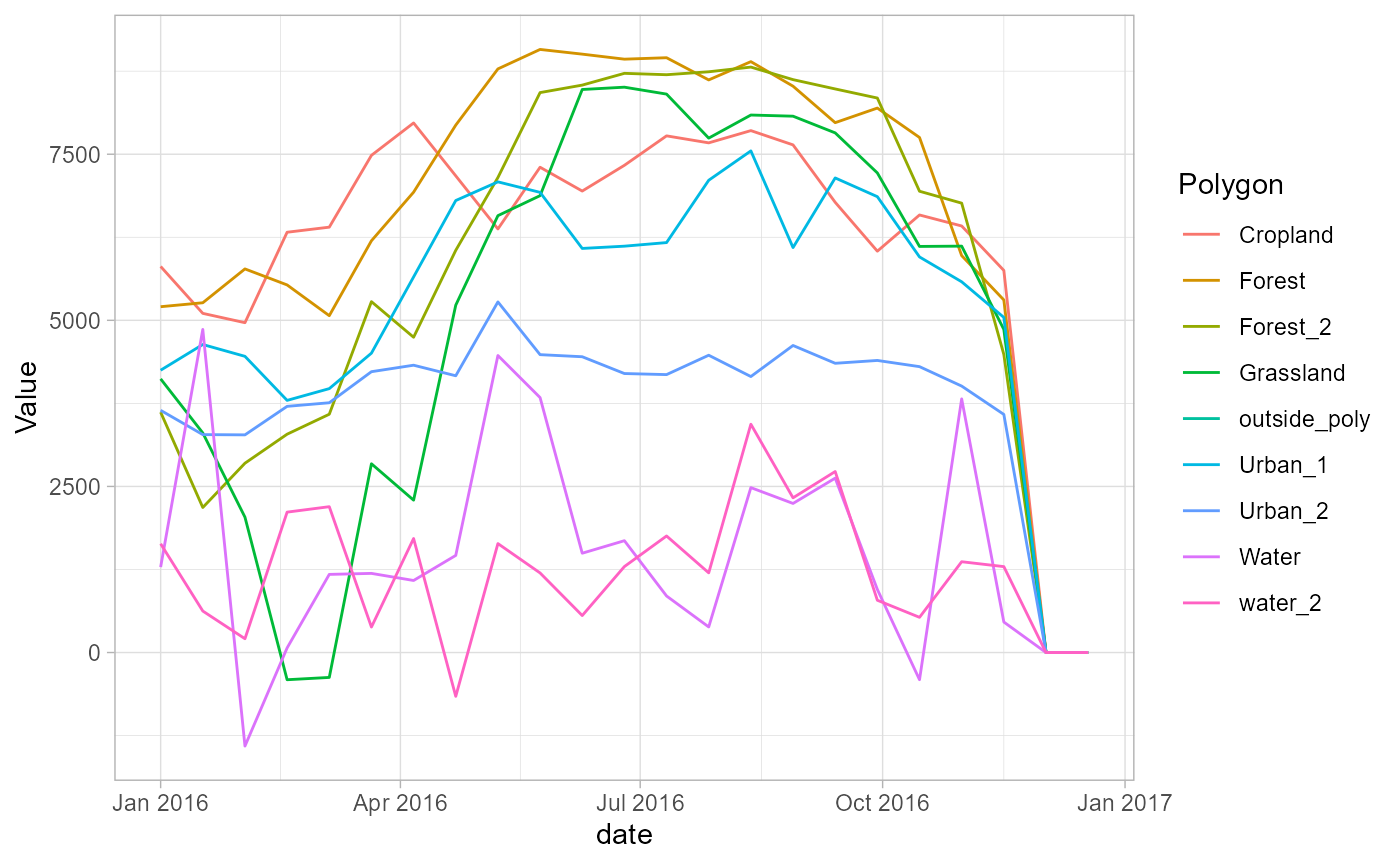 Value
7500
5000
2500
0
Jan 2016
Apr 2016
Jul 2016
Oct 2016
Jan 2017
date
Polygon
Cropland
Forest
Forest_2
Grassland
outside_poly
Urban_1
Urban_2
Water
water_2